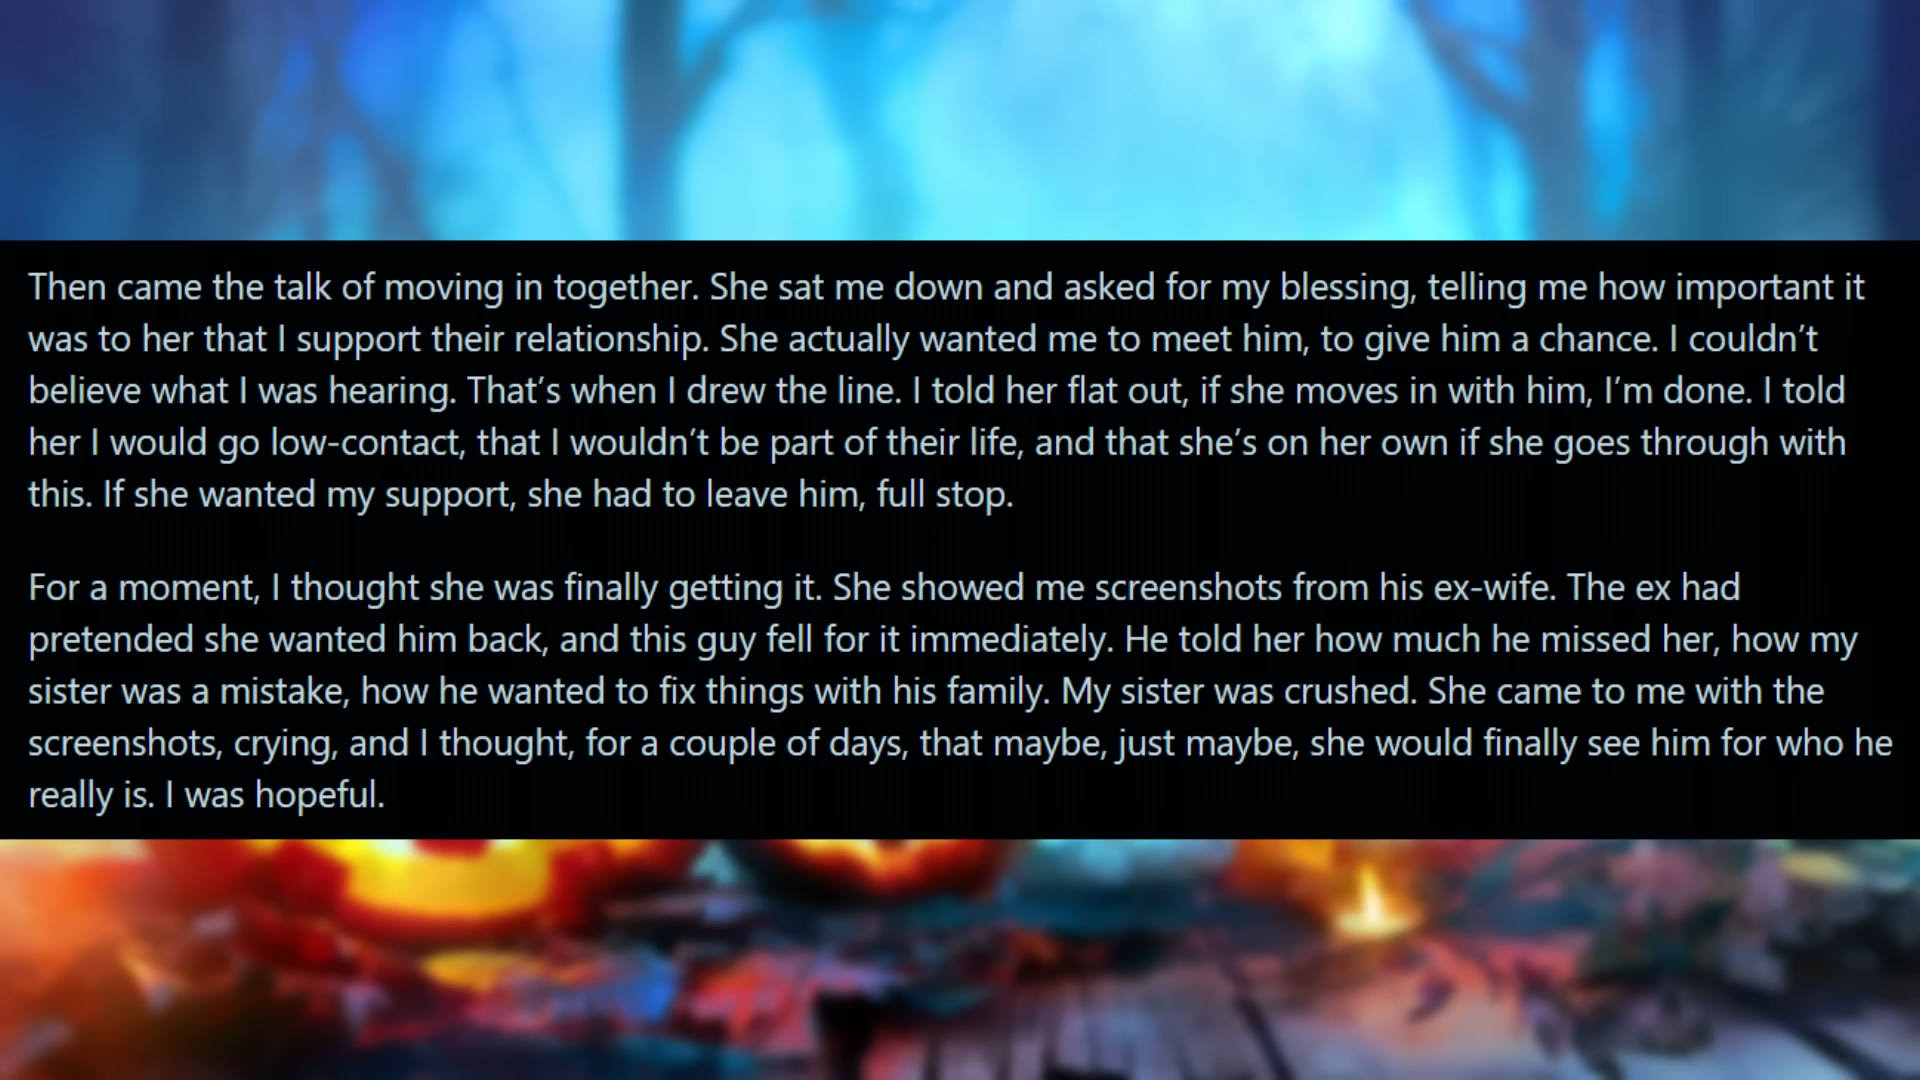 Then came the talk of moving in together. She sat me down and asked for my blessing, telling me how important it
was to her that I support their relationship. She actually wanted me to meet him, to give him a chance. I couldn’t
believe what I was hearing. That’s when I drew the line. I told her flat out, if she moves in with him, I’m done. I told
her I would go low-contact, that I wouldn’t be part of their life, and that she’s on her own if she goes through with
this. If she wanted my support, she had to leave him, full stop.
For a moment, I thought she was finally getting it. She showed me screenshots from his ex-wife. The ex had
pretended she wanted him back, and this guy fell for it immediately. He told her how much he missed her, how my
sister was a mistake, how he wanted to fix things with his family. My sister was crushed. She came to me with the
screenshots, crying, and I thought, for a couple of days, that maybe, just maybe, she would finally see him for who he
really is. I was hopeful.